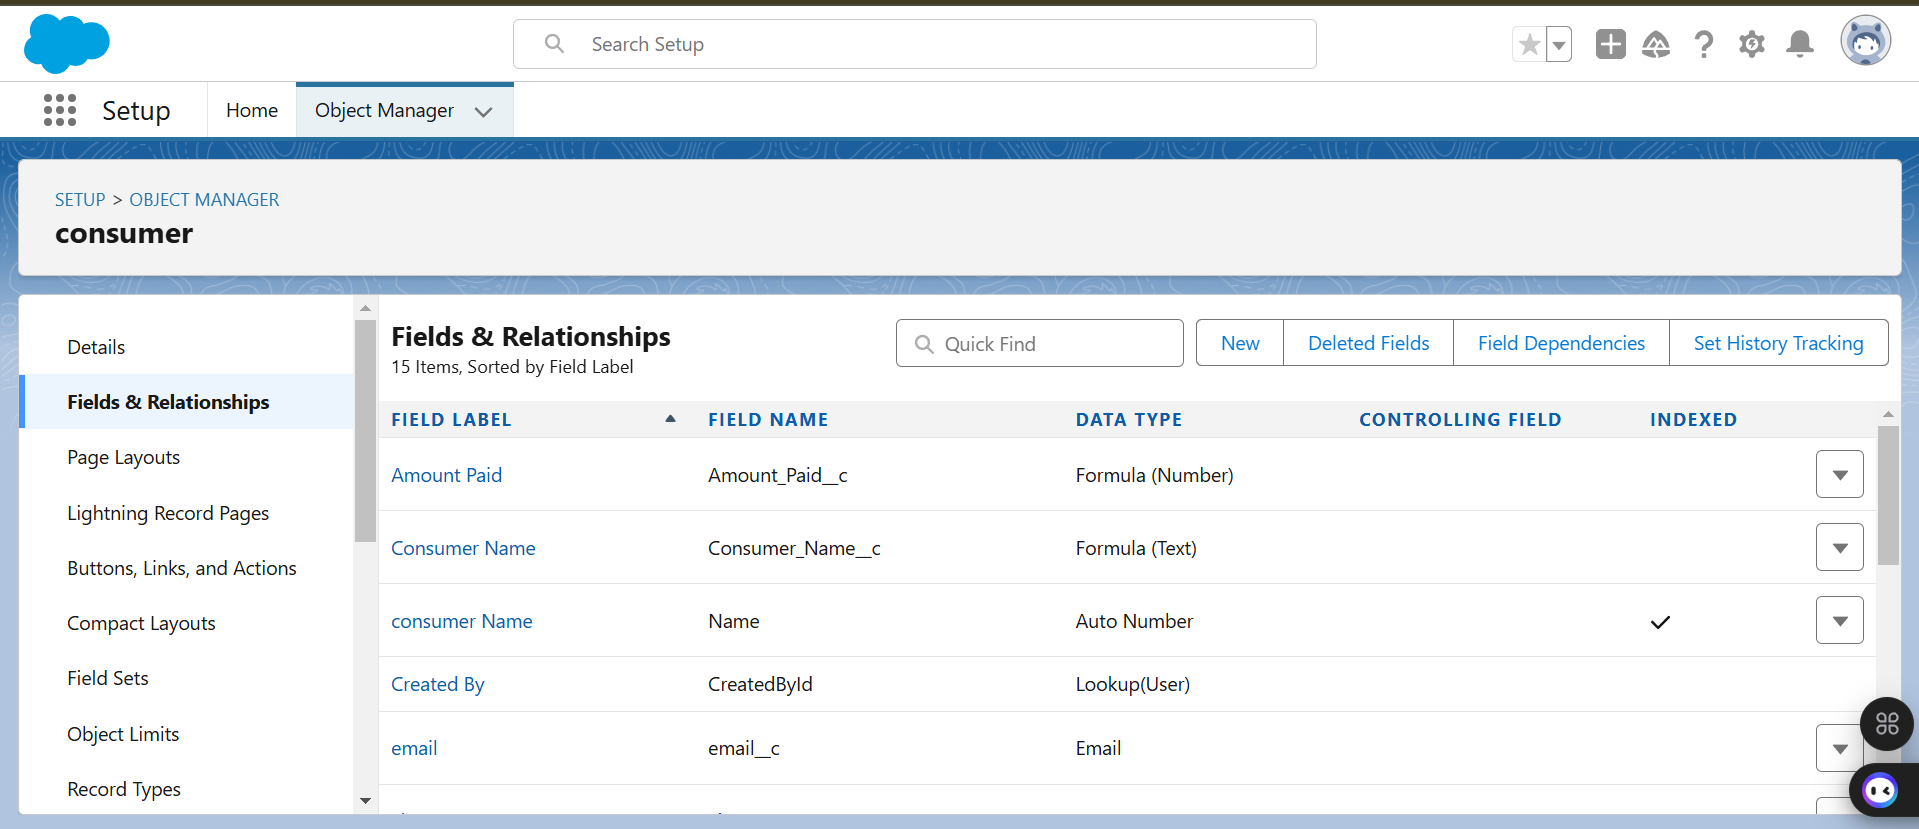 Search Setup
Setup
Home
Object Manager
SETUP > OBJECT MANAGER
consumer
Details
Fields & Relationships
Page Layouts
Lightning Record Pages
Buttons, Links, and Actions
Compact Layouts
Field Sets
Object Limits
Record Types
Fields & Relationships
15 Items, Sorted by Field Label
Quick Find
New
Deleted Fields
Field Dependencies
Set History Tracking
FIELD LABEL FIELD NAME DATA TYPE CONTROLLING FIELD INDEXED
Amount Paid Amount_Paid__c Formula (Number)
Consumer Name Consumer_Name__c Formula (Text)
consumer Name Name Auto Number
Created By CreatedById Lookup(User)
email email__c Email